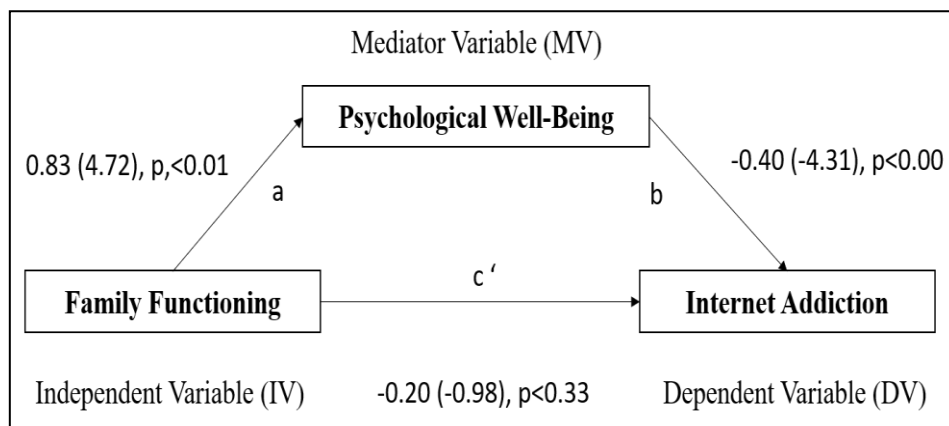 Mediator Variable (MV)
Psychological Well-Being
0.83 (4.72), p,<0.01
-0.40 (-4.31), p<0.00
a
b
c ‘
Family Functioning
Internet Addiction
Independent Variable (IV)
-0.20 (-0.98), p<0.33
Dependent Variable (DV)